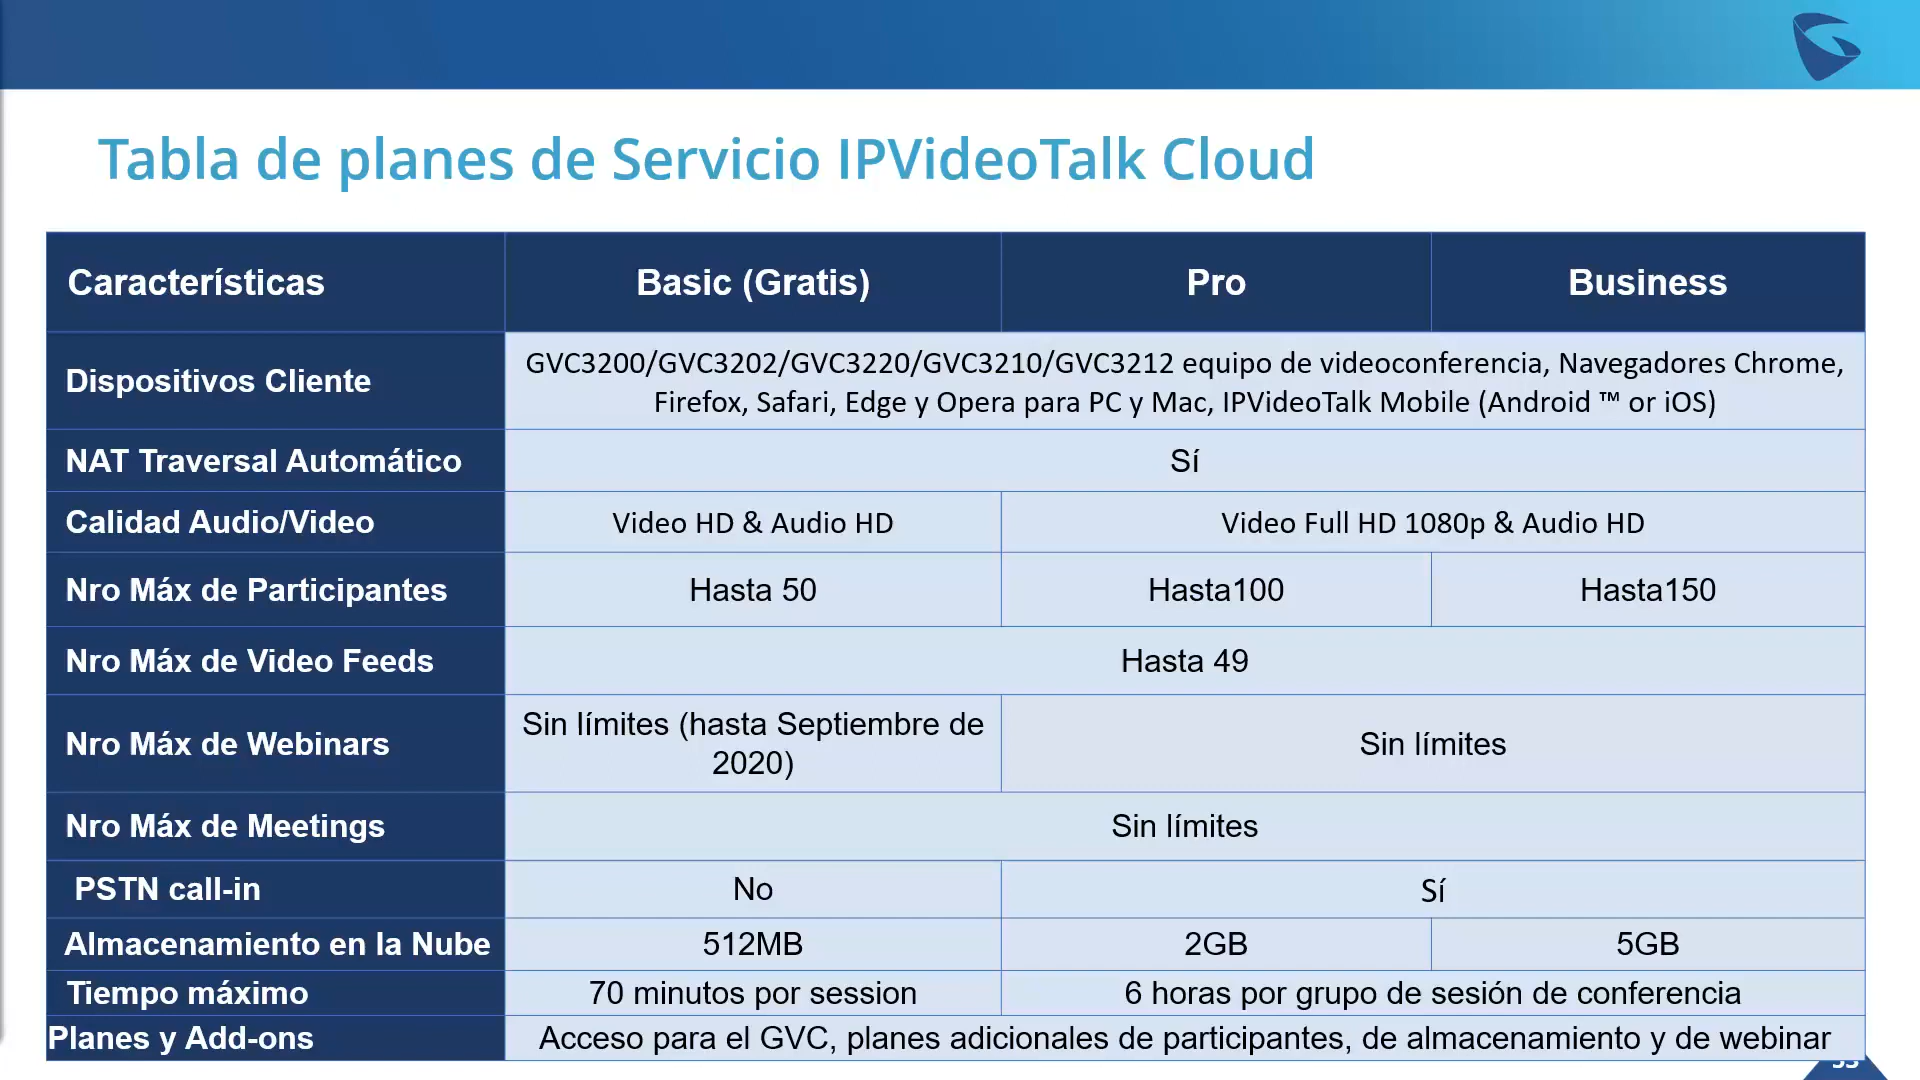 Tabla de planes de Servicio IPVideoTalk Cloud
Características
Basic (Gratis)
Pro
Business
Dispositivos Cliente
GVC3200/GVC3202/GVC3220/GVC3210/GVC3212 equipo de videoconferencia, Navegadores Chrome,
Firefox, Safari, Edge y Opera para PC y Mac, IPVideoTalk Mobile (Android ™ or iOS)
NAT Traversal Automático
Sí
Calidad Audio/Video
Video HD & Audio HD
Video Full HD 1080p & Audio HD
Nro Máx de Participantes
Hasta 50
Hasta100
Hasta150
Nro Máx de Video Feeds
Hasta 49
Nro Máx de Webinars
Sin límites (hasta Septiembre de
2020)
Sin límites
Nro Máx de Meetings
Sin límites
PSTN call-in
No
Sí
Almacenamiento en la Nube
512MB
2GB
5GB
Tiempo máximo
70 minutos por session
6 horas por grupo de sesión de conferencia
Planes y Add-ons
Acceso para el GVC, planes adicionales de participantes, de almacenamiento y de webinar